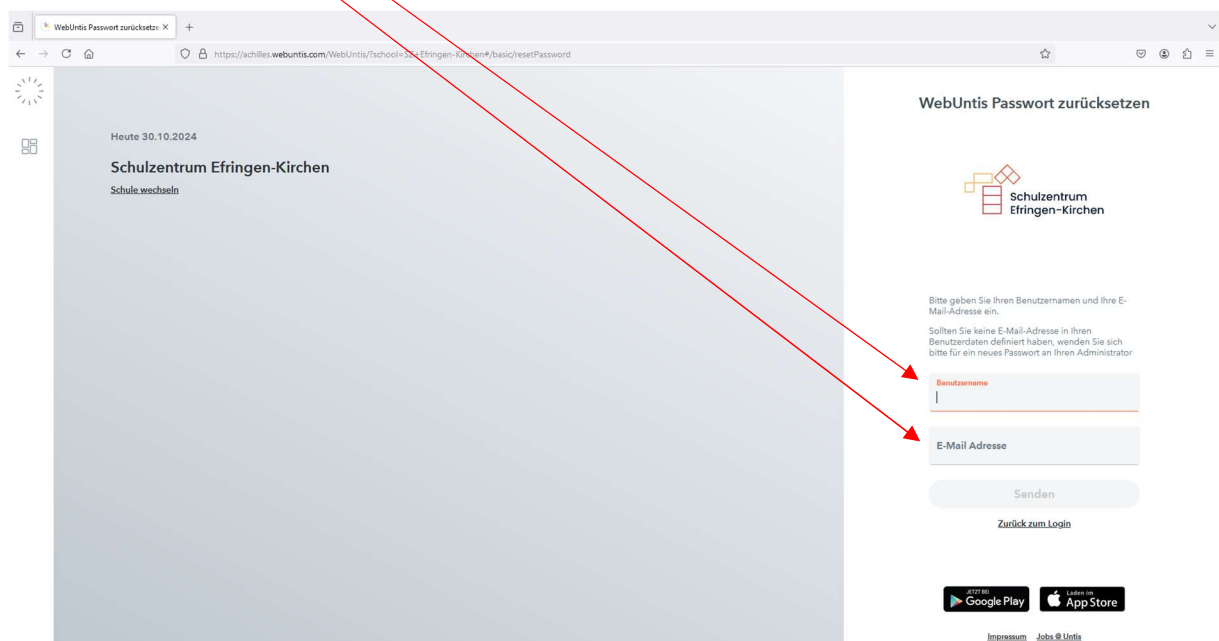 WebUntis Passwort zurücksetze
https://achilles.webuntis.com/WebUntis/?school=SZ+Efringen-Kirchen#/basic/resetPassword
Heute 30.10.2024
Schulzentrum Efringen-Kirchen
Schule wechseln
WebUntis Passwort zurücksetzen
Schulzentrum
Efringen-Kirchen
Bitte geben Sie Ihren Benutzernamen und Ihre E-
Mail-Adresse ein.
Sollten Sie keine E-Mail-Adresse in Ihren
Benutzerdaten definiert haben, wenden Sie sich
bitte für ein neues Passwort an Ihren Administrator
Benutzername
E-Mail Adresse
Senden
Zurück zum Login
JETZT BEI
Google Play
Laden im
App Store
Impressum Jobs @ Untis